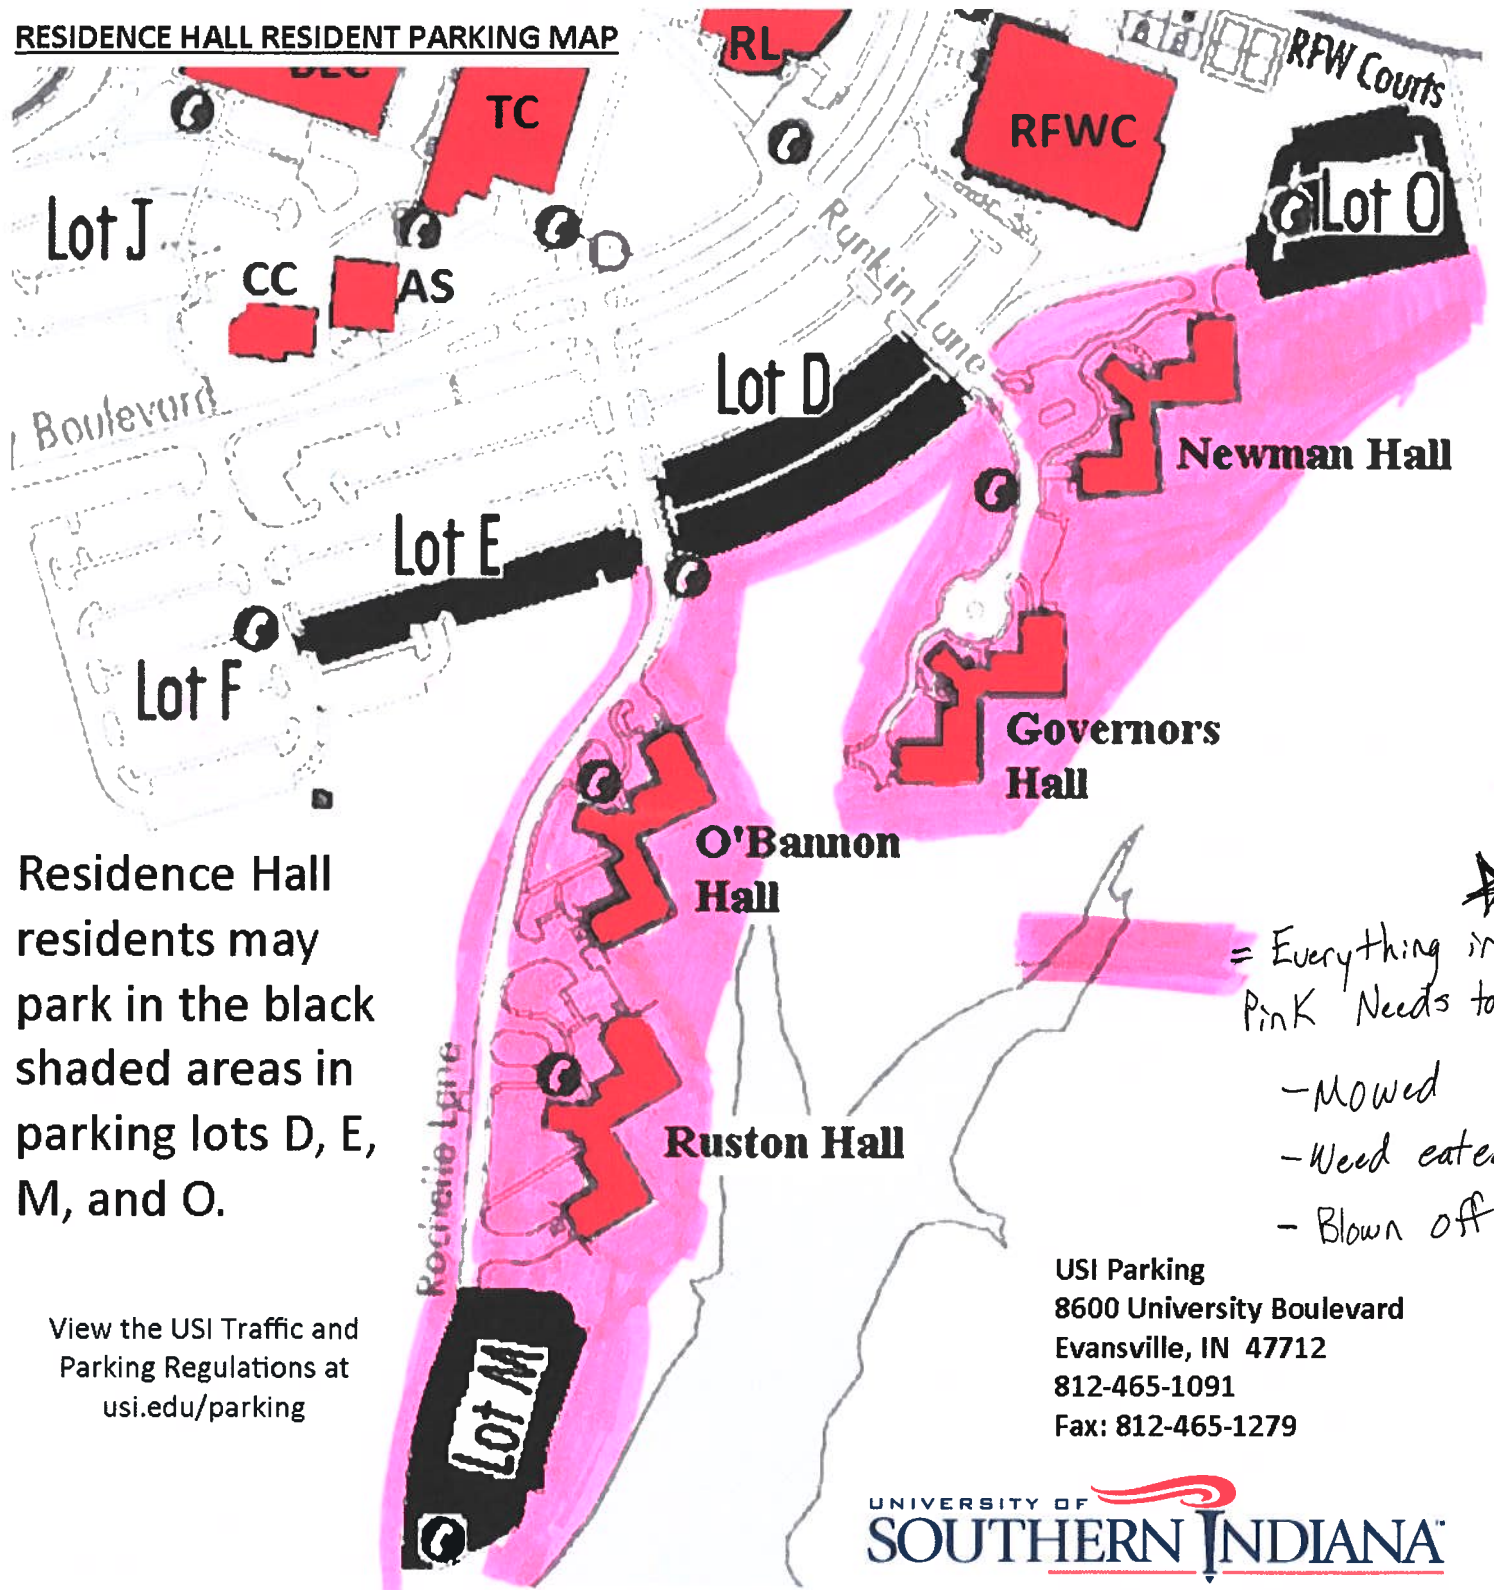 RESIDENCE HALL RESIDENT PARKING MAP
RL
RFW Courts
TC
RFWC
Lot J
Lot O
CC
AS
Runkin Lane
Boulevard
Lot D
Newman Hall
Lot E
Lot F
Governors
Hall
O'Bannon
Hall
Residence Hall
residents may
park in the black
shaded areas in
parking lots D, E,
M, and O.
= Everything in
Pink Needs to
- Mowed
- Weed
- Blown off
Ruston Hall
Rochelle Lane
Lot M
View the USI Traffic and
Parking Regulations at
usi.edu/parking
USI Parking
8600 University Boulevard
Evansville, IN 47712
812-465-1091
Fax: 812-465-1279
UNIVERSITY OF
SOUTHERN INDIANA